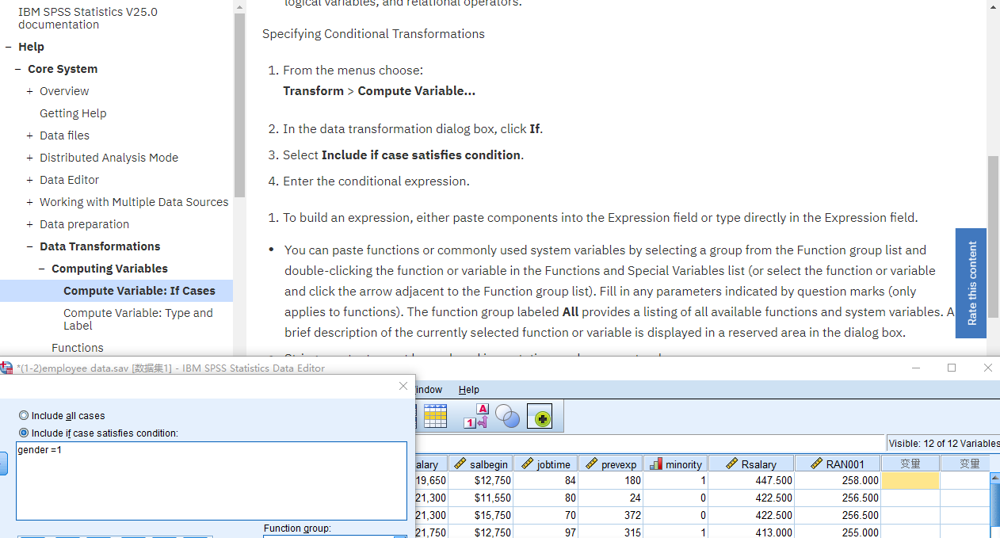 IBM SPSS Statistics V25.0
documentation
− Help
− Core System
+ Overview
Getting Help
+ Data files
+ Distributed Analysis Mode
+ Data Editor
+ Working with Multiple Data Sources
+ Data preparation
− Data Transformations
− Computing Variables
Compute Variable: If Cases
Compute Variable: Type and
Label
Functions
logical variables, and relational operators.
Specifying Conditional Transformations
1. From the menus choose:
Transform > Compute Variable...
2. In the data transformation dialog box, click If.
3. Select Include if case satisfies condition.
4. Enter the conditional expression.
1. To build an expression, either paste components into the Expression field or type directly in the Expression field.
• You can paste functions or commonly used system variables by selecting a group from the Function group list and
double-clicking the function or variable in the Functions and Special Variables list (or select the function or variable
and click the arrow adjacent to the Function group list). Fill in any parameters indicated by question marks (only
applies to functions). The function group labeled All provides a listing of all available functions and system variables. A
brief description of the currently selected function or variable is displayed in a reserved area in the dialog box.
Rate this content
*(1-2)employee data.sav [数据集1] - IBM SPSS Statistics Data Editor
indow Help
Include all cases
Include if case satisfies condition:
gender =1
Function group:
Visible: 12 of 12 Variables
alary salbegin jobtime prevexp minority Rsalary RAN001 变量 变量
19,650 $12,750 84 180 1 447.500 258.000
21,300 $11,550 80 24 0 422.500 256.500
21,300 $15,750 70 372 0 422.500 256.500
21,750 $12,750 97 315 1 413.000 255.000